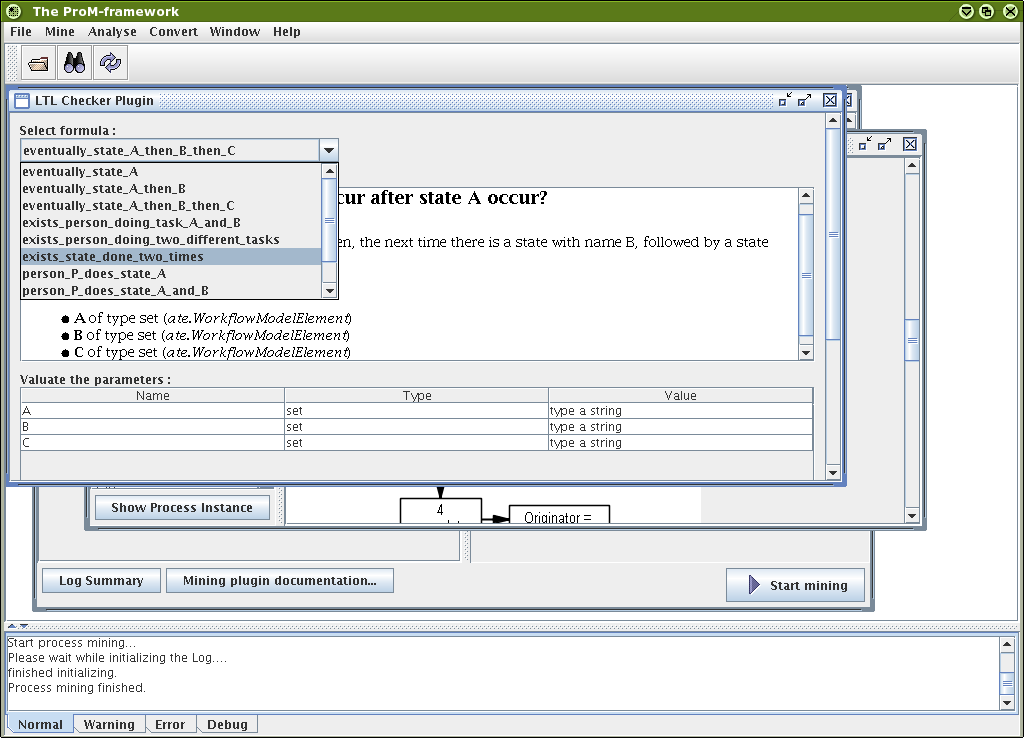 The ProM-framework
File Mine Analyse Convert Window Help
LTL Checker Plugin
Select formula :
eventually_state_A_then_B_then_C
eventually_state_A
eventually_state_A_then_B
eventually_state_A_then_B_then_C
exists_person_doing_task_A_and_B
exists_person_doing_two_different_tasks
exists_state_done_two_times
person_P_does_state_A
person_P_does_state_A_and_B
cur after state A occur?
en, the next time there is a state with name B, followed by a state
A of type set (ate.WorkflowModelElement)
B of type set (ate.WorkflowModelElement)
C of type set (ate.WorkflowModelElement)
Valuate the parameters :
Name Type Value
A set type a string
B set type a string
C set type a string
Show Process Instance
4
Originator =
Log Summary Mining plugin documentation... Start mining
Start process mining...
Please wait while initializing the Log....
finished initializing.
Process mining finished.
Normal Warning Error Debug